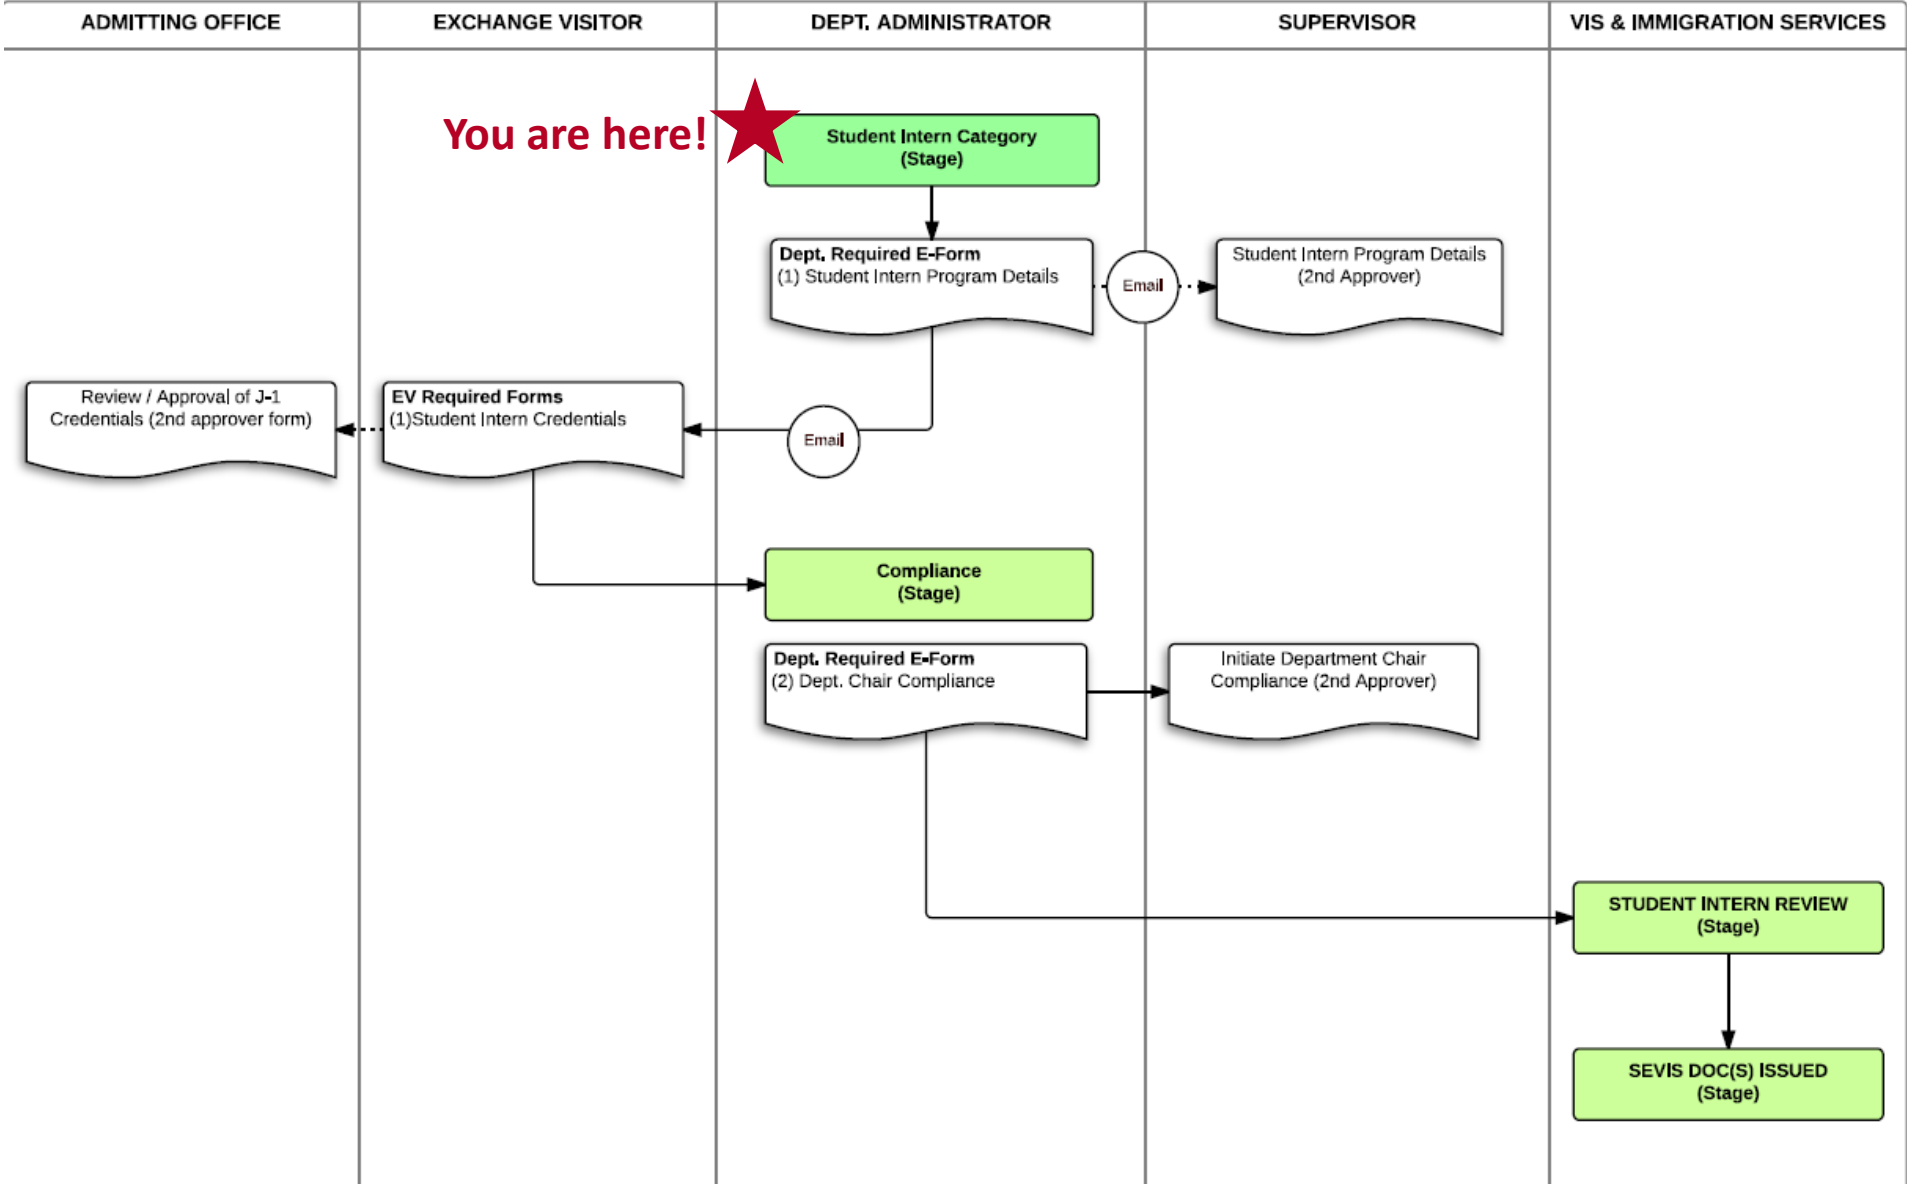 ADMITTING OFFICE
EXCHANGE VISITOR
DEPT. ADMINISTRATOR
SUPERVISOR
VIS & IMMIGRATION SERVICES
You are here!
Student Intern Category
(Stage)
Dept. Required E-Form
(1) Student Intern Program Details
Email
Student Intern Program Details
(2nd Approver)
Review / Approval of J-1
Credentials (2nd approver form)
EV Required Forms
(1)Student Intern Credentials
Email
Compliance
(Stage)
Dept. Required E-Form
(2) Dept. Chair Compliance
Initiate Department Chair
Compliance (2nd Approver)
STUDENT INTERN REVIEW
(Stage)
SEVIS DOC(S) ISSUED
(Stage)